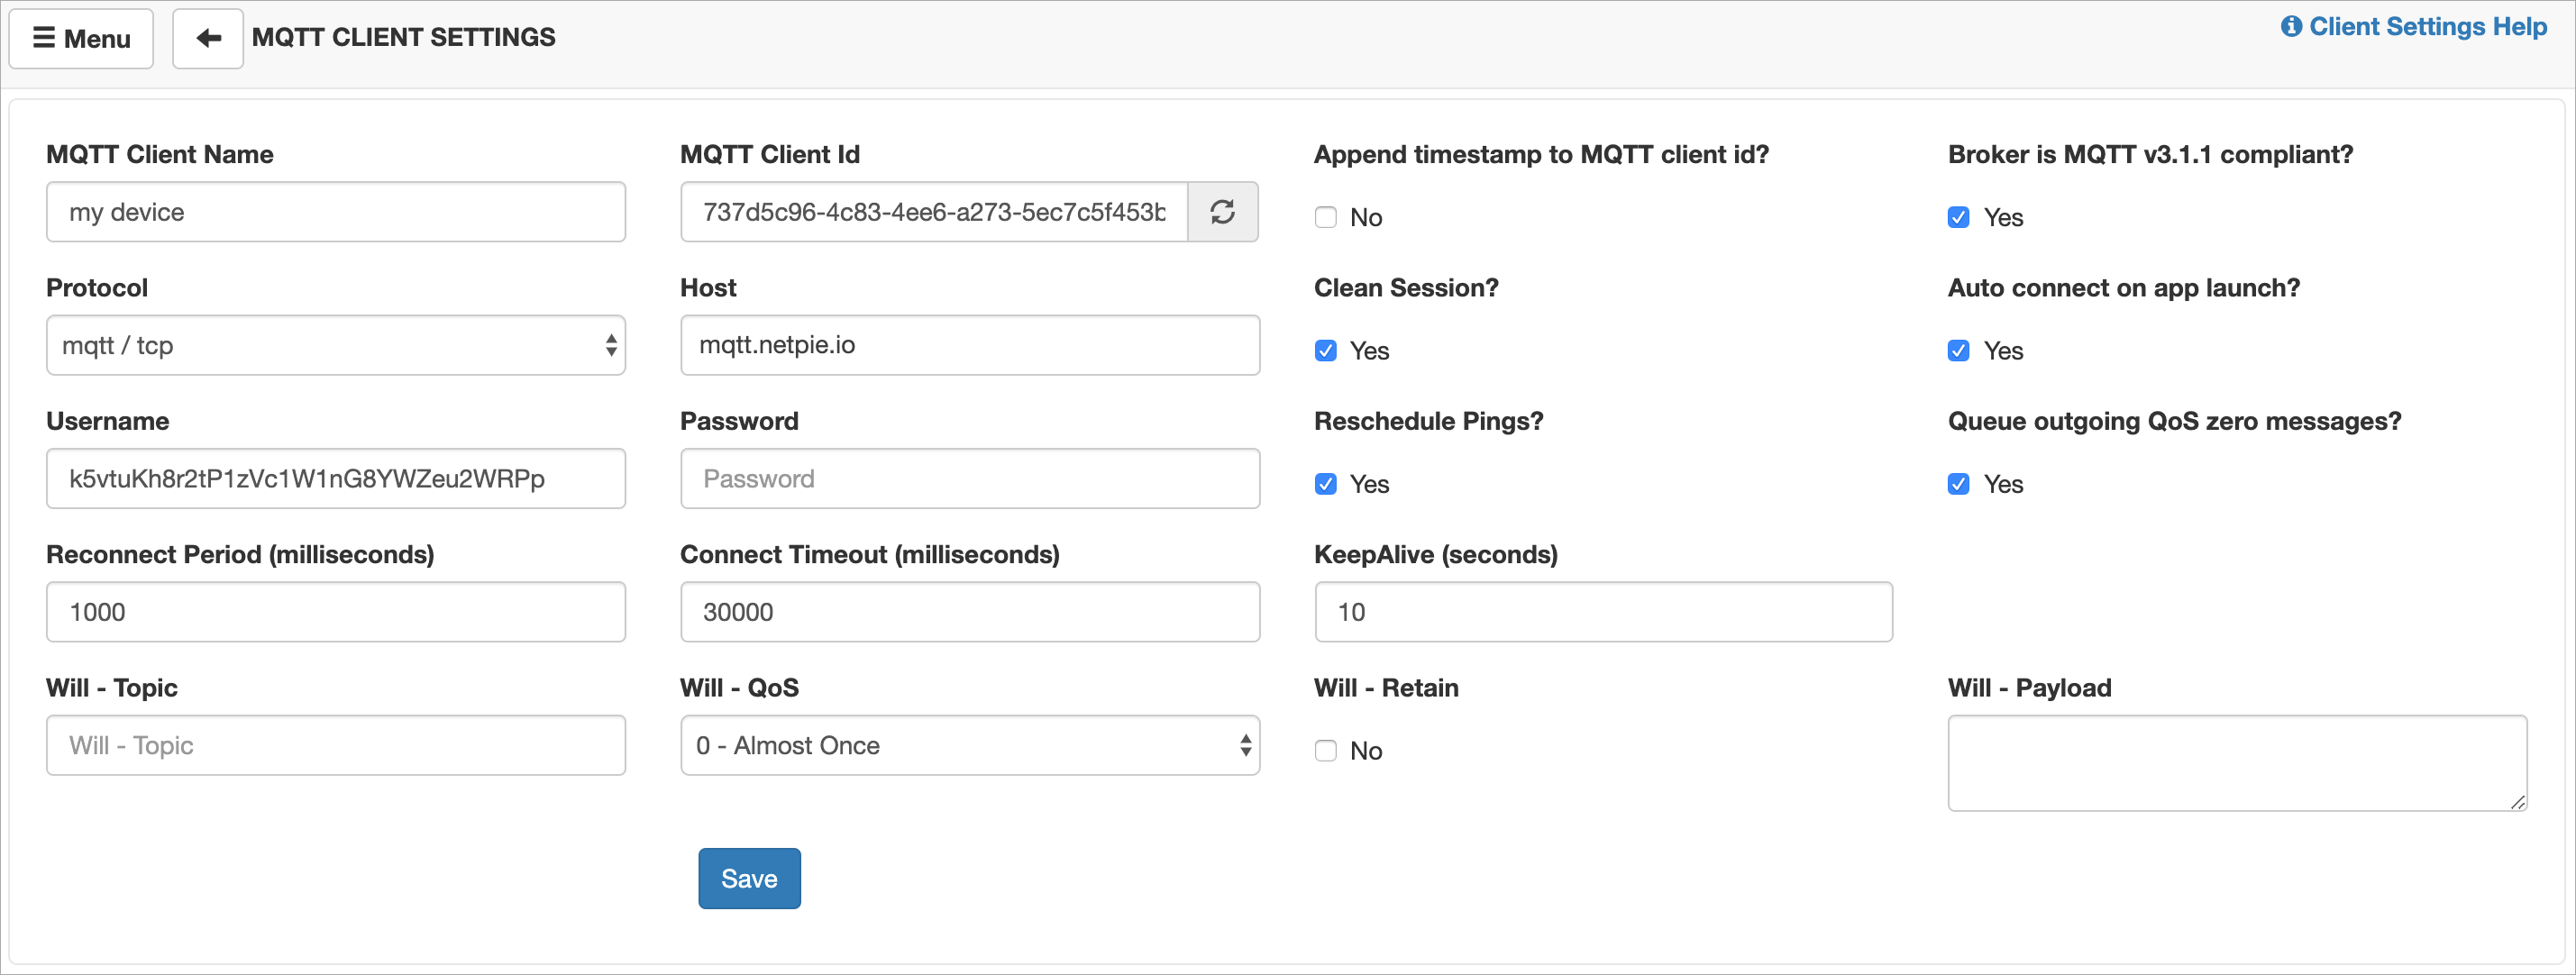 Menu
MQTT CLIENT SETTINGS
Client Settings Help
MQTT Client Name
MQTT Client Id
Append timestamp to MQTT client id?
Broker is MQTT v3.1.1 compliant?
my device
737d5c96-4c83-4ee6-a273-5ec7c5f453b
No
Yes
Protocol
Host
Clean Session?
Auto connect on app launch?
mqtt / tcp
mqtt.netpie.io
Yes
Yes
Username
Password
Reschedule Pings?
Queue outgoing QoS zero messages?
k5vtuKh8r2tP1zVc1W1nG8YWZeu2WRPp
Password
Yes
Yes
Reconnect Period (milliseconds)
Connect Timeout (milliseconds)
KeepAlive (seconds)
1000
30000
10
Will - Topic
Will - QoS
Will - Retain
Will - Payload
Will - Topic
0 - Almost Once
No
Save